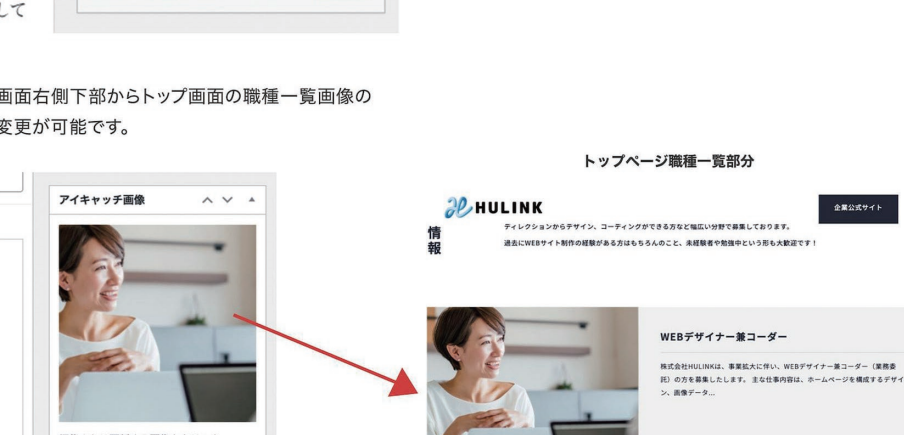 して
画面右側下部からトップ画面の職種一覧画像の
変更が可能です。
アイキャッチ画像
トップページ職種一覧部分
HULINK
企業公式サイト
情報
ディレクションからデザイン、コーティングができる方など幅広い分野で募集しております。
過去にWEBサイト制作の経験がある方はもちろんのこと、未経験者や勉強中という形も大歓迎です！
WEBデザイナー兼コーダー
株式会社HULINKは、事業拡大に伴い、WEBデザイナー兼コーダー（業務委
託）の方を募集したします。 主な仕事内容は、ホームページを構成するデザイ
ン、画像データ...